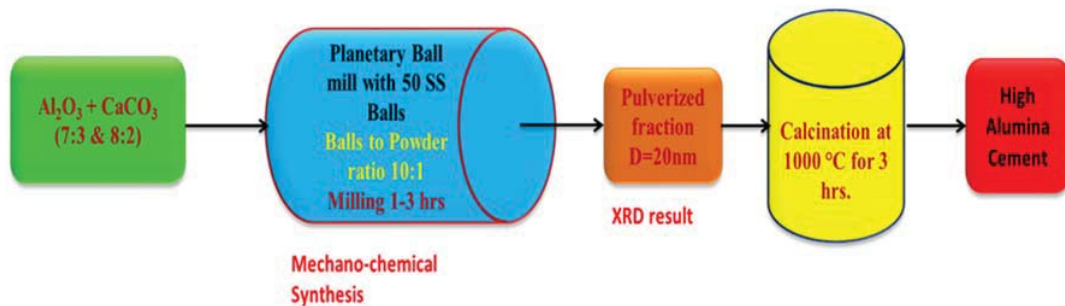 Al₂O₃ + CaCO₃
(7:3 & 8:2)
Planetary Ball
mill with 50 SS
Balls
Balls to Powder
ratio 10:1
Milling 1-3 hrs
Mechano-chemical
Synthesis
Pulverized
fraction
D=20nm
XRD result
Calcination at
1000 °C for 3
hrs.
High
Alumina
Cement